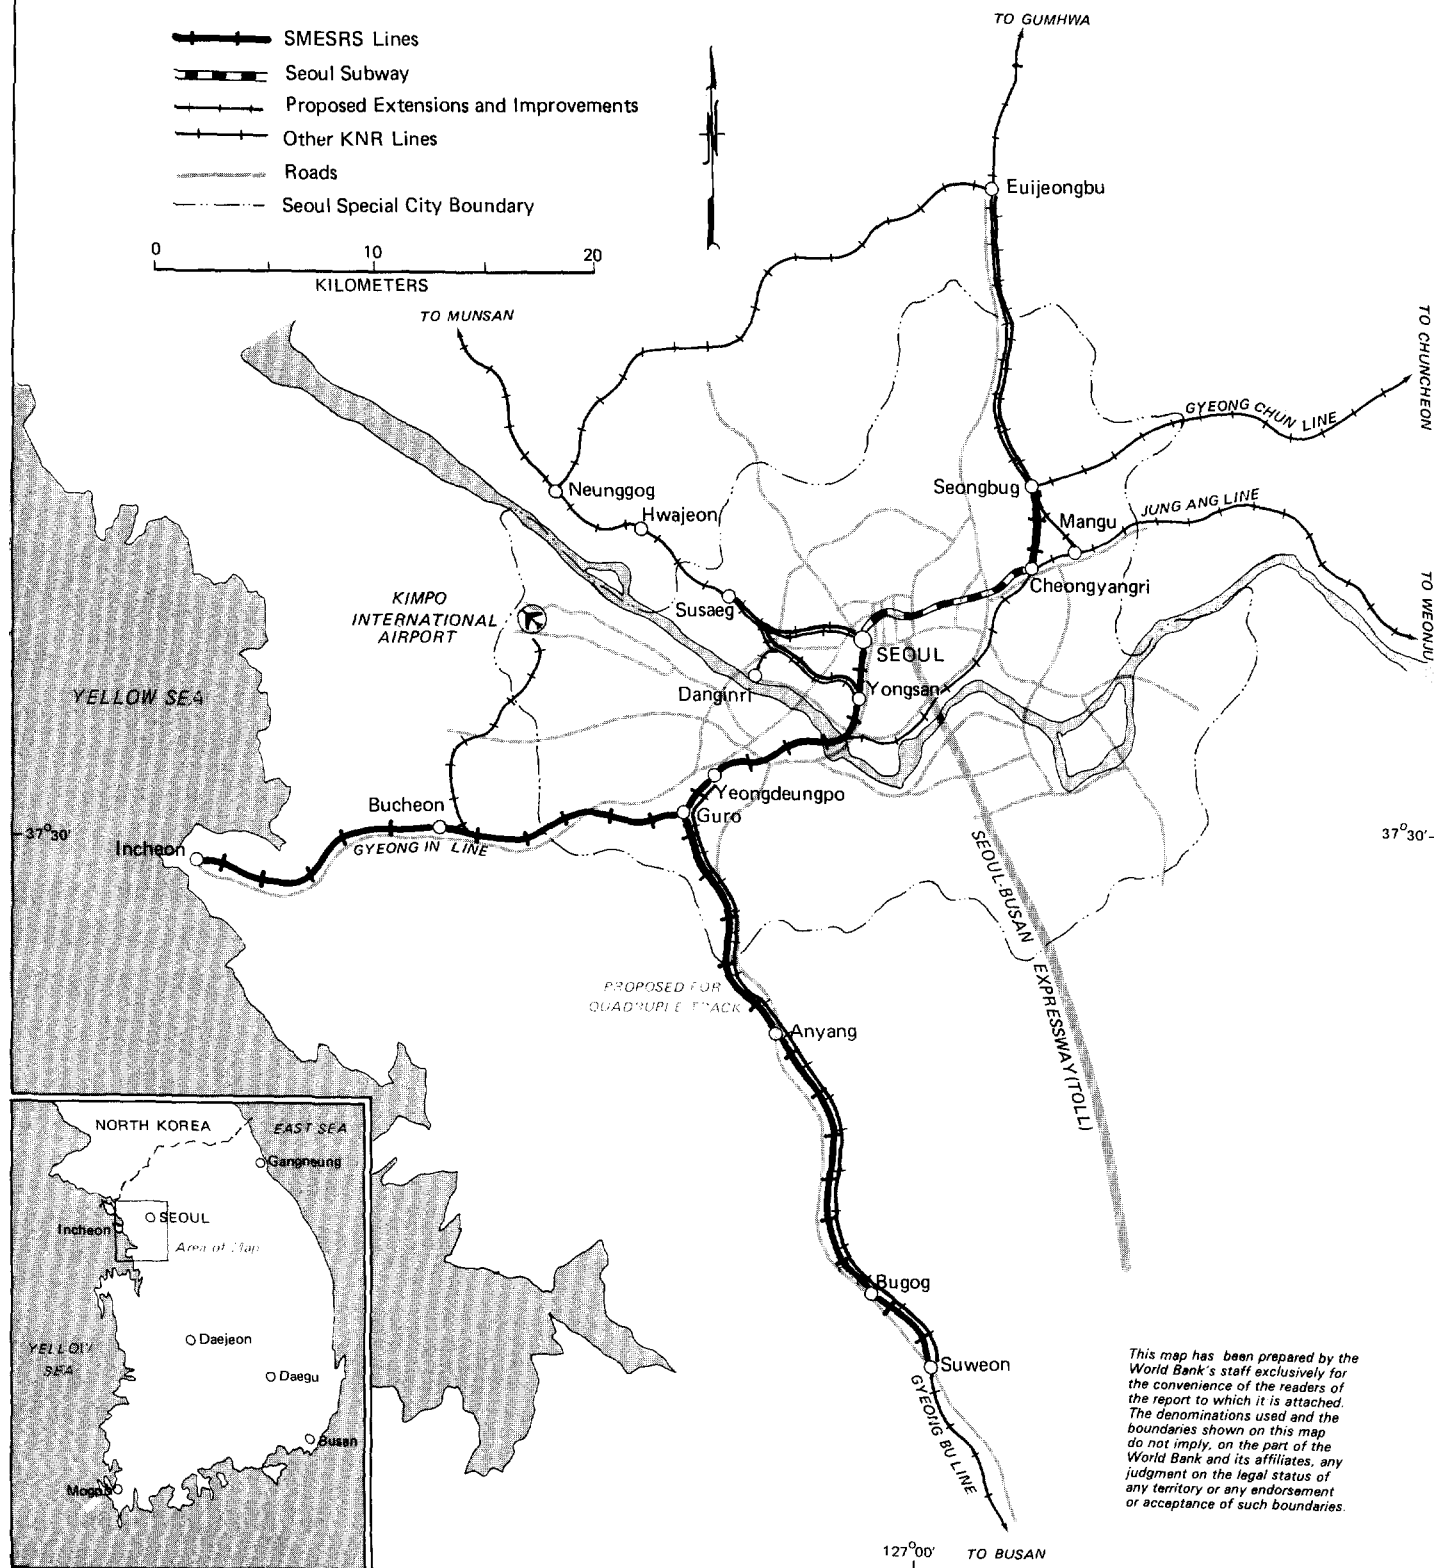 TO GUMHWA
SMESRS Lines
Seoul Subway
Proposed Extensions and Improvements
Other KNR Lines
Roads
Seoul Special City Boundary
0 10 20
KILOMETERS
Euijeongbu
TO MUNSAN
TO CHUNCHEON
GYEONG CHUN LINE
Seongbug
Neunggog
Hwajeon
Mangu
JUNG ANG LINE
Cheongyangri
TO WEONJU
KIMPO
INTERNATIONAL
AIRPORT
Susaeg
SEOUL
YELLOW SEA
Danginri
Yongsan
Yeongdeungpo
Bucheon
Guro
37°30'
37°30'
Incheon
GYEONG IN LINE
SEOUL-BUSAN EXPRESSWAY (TOLL)
PROPOSED FOR
QUADRUPLE TRACK
Anyang
NORTH KOREA
EAST SEA
Gangneung
SEOUL
Incheon
Area of Map
Bugog
Daejeon
YELLOW
SEA
Daegu
Suweon
Busan
Mogpo
GYEONG BU LINE
This map has been prepared by the
World Bank's staff exclusively for
the convenience of the readers of
the report to which it is attached.
The denominations used and the
boundaries shown on this map
do not imply, on the part of the
World Bank and its affiliates, any
judgment on the legal status of
any territory or any endorsement
or acceptance of such boundaries.
127°00'
TO BUSAN